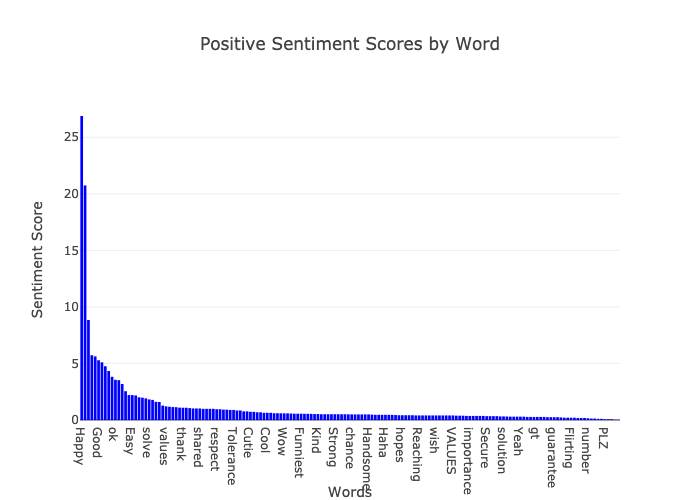 Positive Sentiment Scores by Word
25
20
15
10
5
0
Sentiment Score
Happy
Good
ok
Easy
solve
values
thank
shared
respect
Tolerance
Cutie
Cool
Wow
Funniest
Kind
Strong
chance
Handsome
Haha
hopes
Reaching
wish
VALUES
importance
Secure
solution
Yeah
gt
guarantee
Flirting
number
PLZ
Words